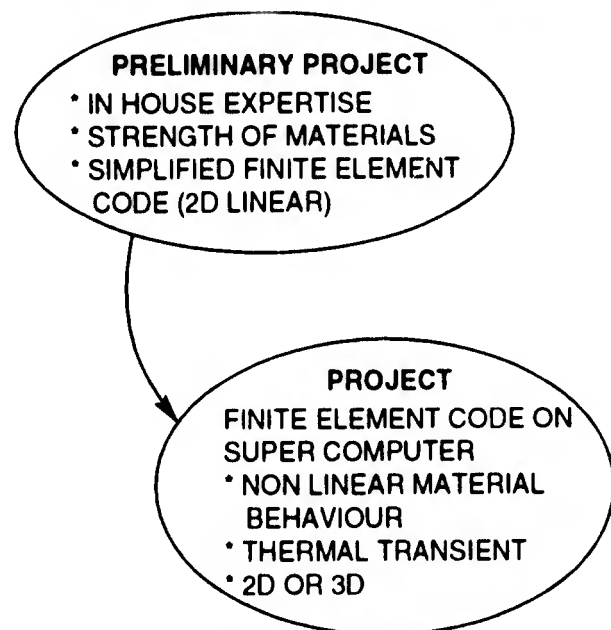 PRELIMINARY PROJECT
* IN HOUSE EXPERTISE
* STRENGTH OF MATERIALS
* SIMPLIFIED FINITE ELEMENT
CODE (2D LINEAR)
PROJECT
FINITE ELEMENT CODE ON
SUPER COMPUTER
* NON LINEAR MATERIAL
BEHAVIOUR
* THERMAL TRANSIENT
* 2D OR 3D